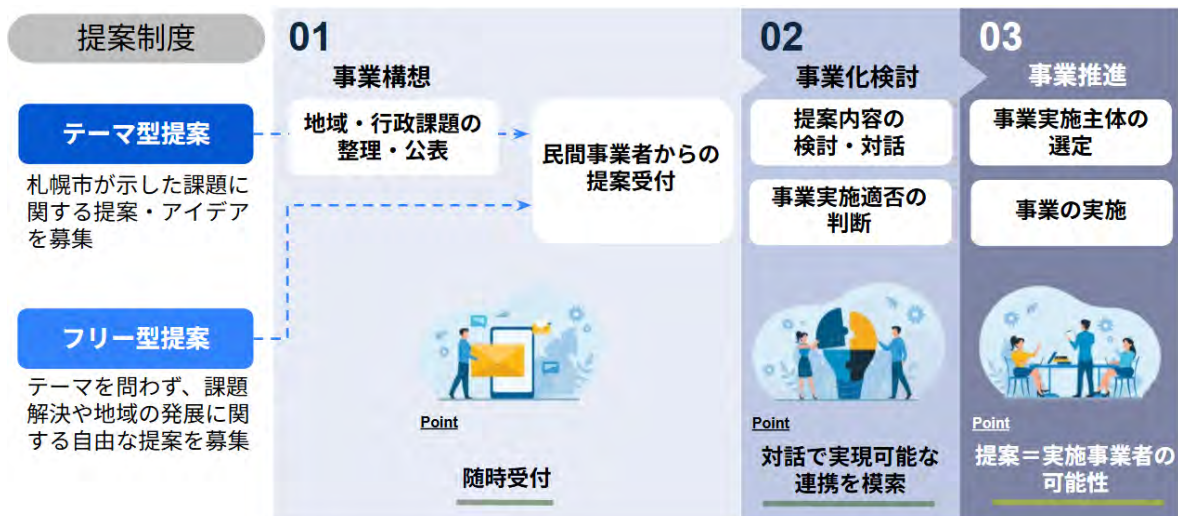 提案制度
テーマ型提案
札幌市が示した課題に
関する提案・アイデア
を募集
フリー型提案
テーマを問わず、課題
解決や地域の発展に関
する自由な提案を募集
01
事業構想
地域・行政課題の
整理・公表
民間事業者からの
提案受付
Point
随時受付
02
事業化検討
提案内容の
検討・対話
事業実施適否の
判断
Point
対話で実現可能な
連携を模索
03
事業推進
事業実施主体の
選定
事業の実施
Point
提案＝実施事業者の
可能性